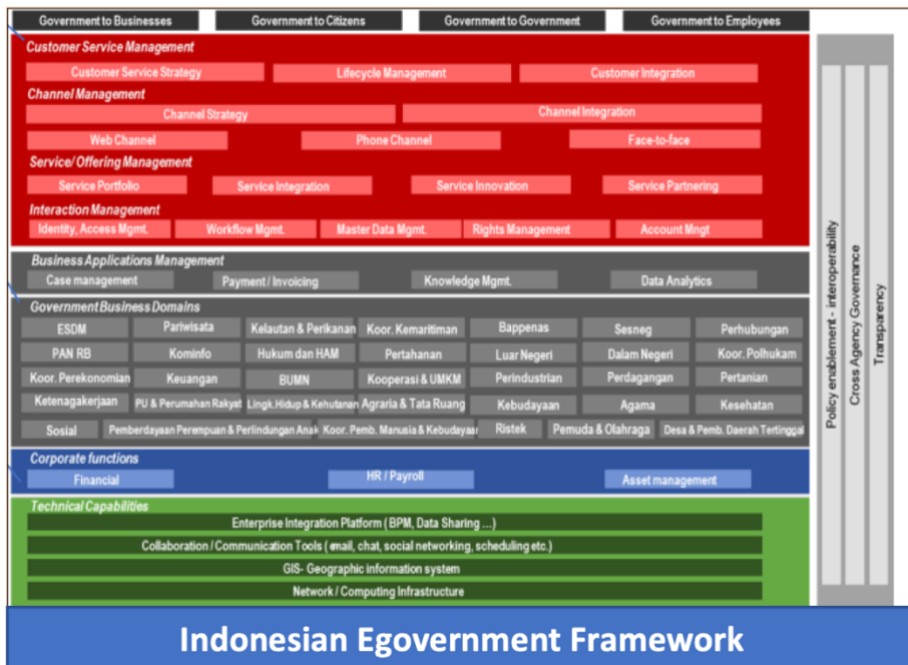 Government to Businesses Government to Citizens Government to Government Government to Employees
Customer Service Management
Customer Service Strategy Lifecycle Management Customer Integration
Channel Management
Channel Strategy Channel Integration
Web Channel Phone Channel Face-to-face
Service/Offering Management
Service Portfolio Service Integration Service Innovation Service Partnering
Interaction Management
Identity, Access Mgmt. Workflow Mgmt. Master Data Mgmt. Rights Management Account Mngt
Business Applications Management
Case management Payment / Invoicing Knowledge Mgmt. Data Analytics
Government Business Domains
ESDM Pariwisata Kelautan & Perikanan Koor. Kemaritiman Bappenas Sesneg Perhubungan
PAN RB Kominfo Hukum dan HAM Pertahanan Luar Negeri Dalam Negeri Koor. Polhukam
Koor. Perekonomian Keuangan BUMN Kooperasi & UMKM Perindustrian Perdagangan Pertanian
Ketenagakerjaan PU & Perumahan Rakyat Lingk.Hidup & Kehutanan Agraria & Tata Ruang Kebudayaan Agama Kesehatan
Sosial Pemberdayaan Perempuan & Perlindungan Anak Koor. Pemb. Manusia & Kebudayaan Ristek Pemuda & Olahraga Desa & Pemb. Daerah Tertinggal
Corporate functions
Financial HR / Payroll Asset management
Technical Capabilities
Enterprise Integration Platform ( BPM, Data Sharing ...)
Collaboration / Communication Tools ( email, chat, social networking, scheduling etc.)
GIS- Geographic information system
Network / Computing Infrastructure
Policy enablement - interoperability
Cross Agency Governance
Transparency
Indonesian Egovernment Framework